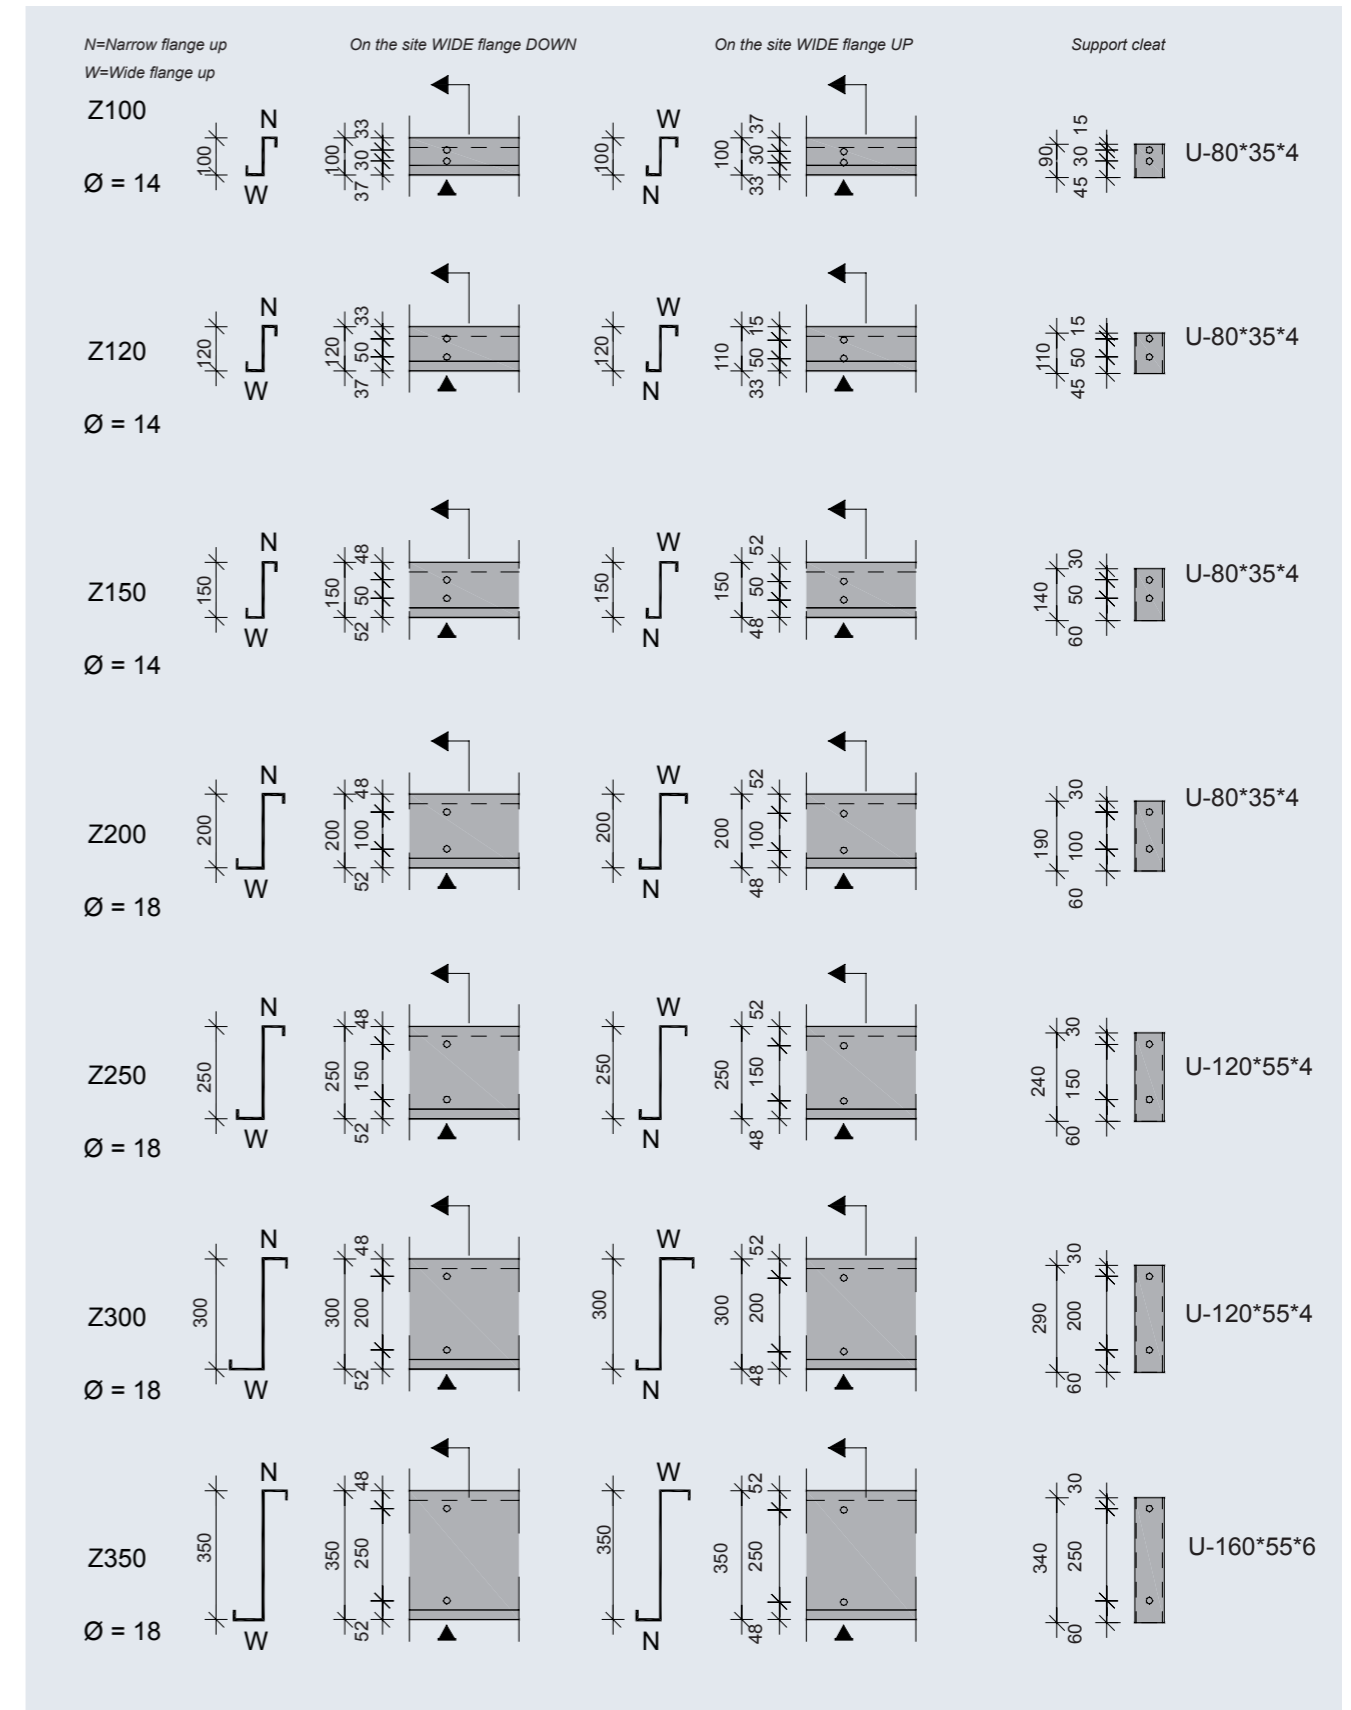 N=Narrow flange up
On the site WIDE flange DOWN
On the site WIDE flange UP
Support cleat
W=Wide flange up
Z100
Ø = 14
N
100
W
33
100
30
37
W
100
N
37
100
30
33
15
90
30
45
U-80*35*4
Z120
Ø = 14
N
120
W
33
120
50
37
W
120
N
15
110
50
33
15
110
50
45
U-80*35*4
Z150
Ø = 14
N
150
W
48
150
50
52
W
150
N
52
150
50
48
30
140
50
60
U-80*35*4
Z200
Ø = 18
N
200
W
48
200
100
52
W
200
N
52
200
100
48
30
190
100
60
U-80*35*4
Z250
Ø = 18
N
250
W
48
250
150
52
W
250
N
52
250
150
48
30
240
150
60
U-120*55*4
Z300
Ø = 18
N
300
W
48
300
200
52
W
300
N
52
300
200
48
30
290
200
60
U-120*55*4
Z350
Ø = 18
N
350
W
48
350
250
52
W
350
N
52
350
250
48
30
340
250
60
U-160*55*6